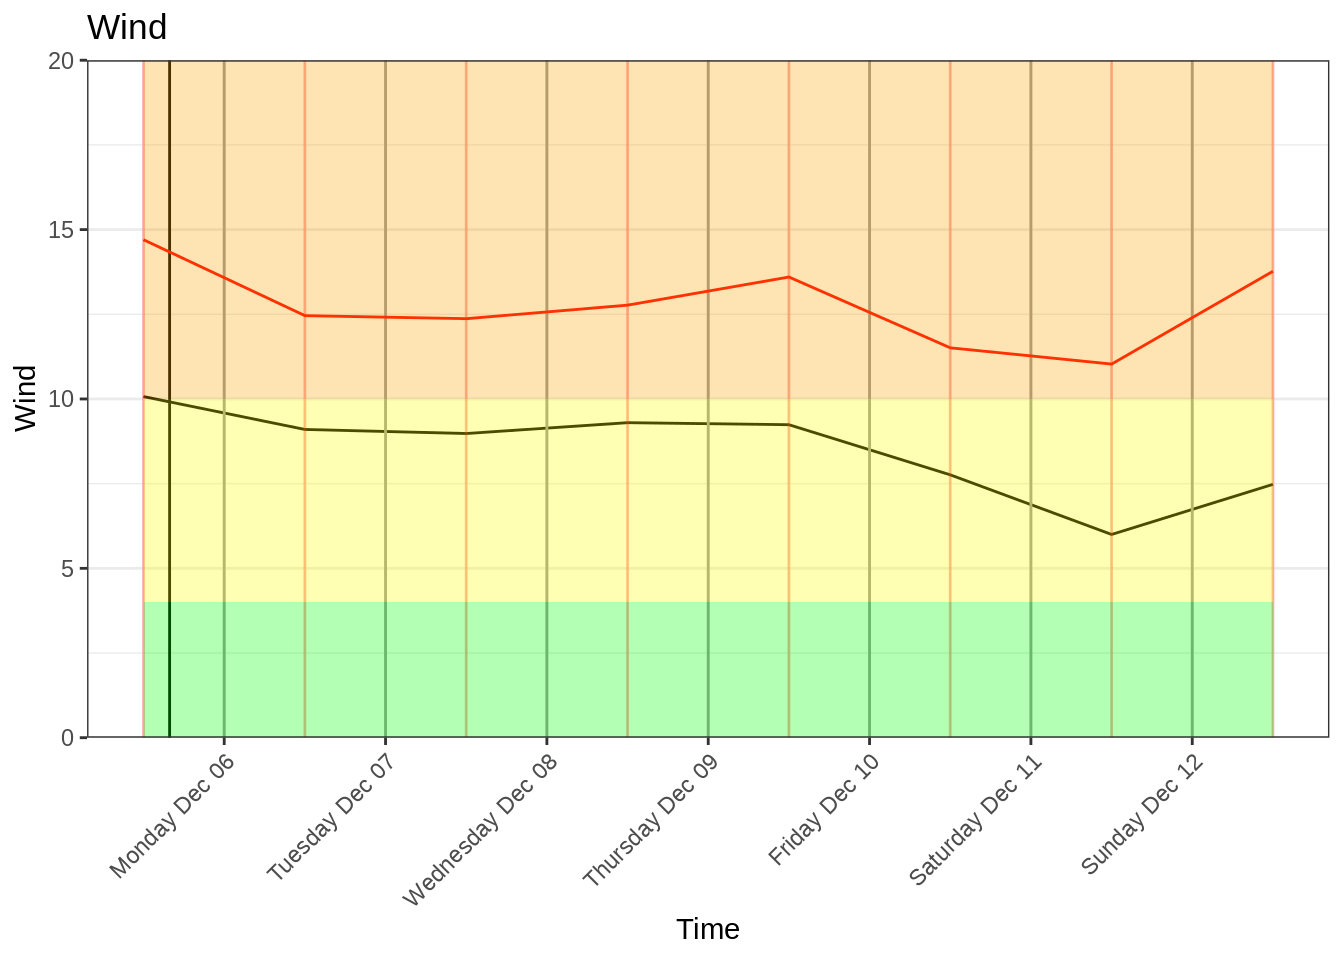 Wind
20
15
10
5
0
Wind
Monday Dec 06
Tuesday Dec 07
Wednesday Dec 08
Thursday Dec 09
Friday Dec 10
Saturday Dec 11
Sunday Dec 12
Time